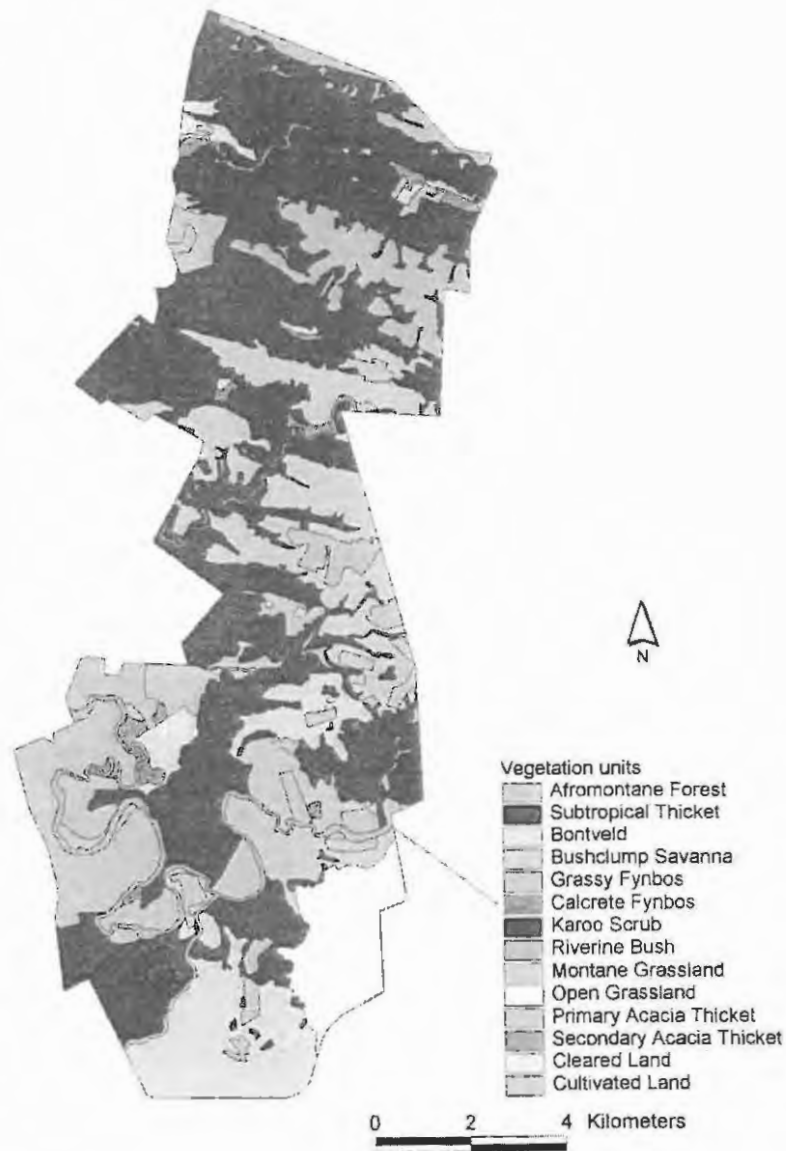 N
Vegetation units
Afromontane Forest
Subtropical Thicket
Bontveld
Bushclump Savanna
Grassy Fynbos
Calcrete Fynbos
Karoo Scrub
Riverine Bush
Montane Grassland
Open Grassland
Primary Acacia Thicket
Secondary Acacia Thicket
Cleared Land
Cultivated Land
0 2 4 Kilometers